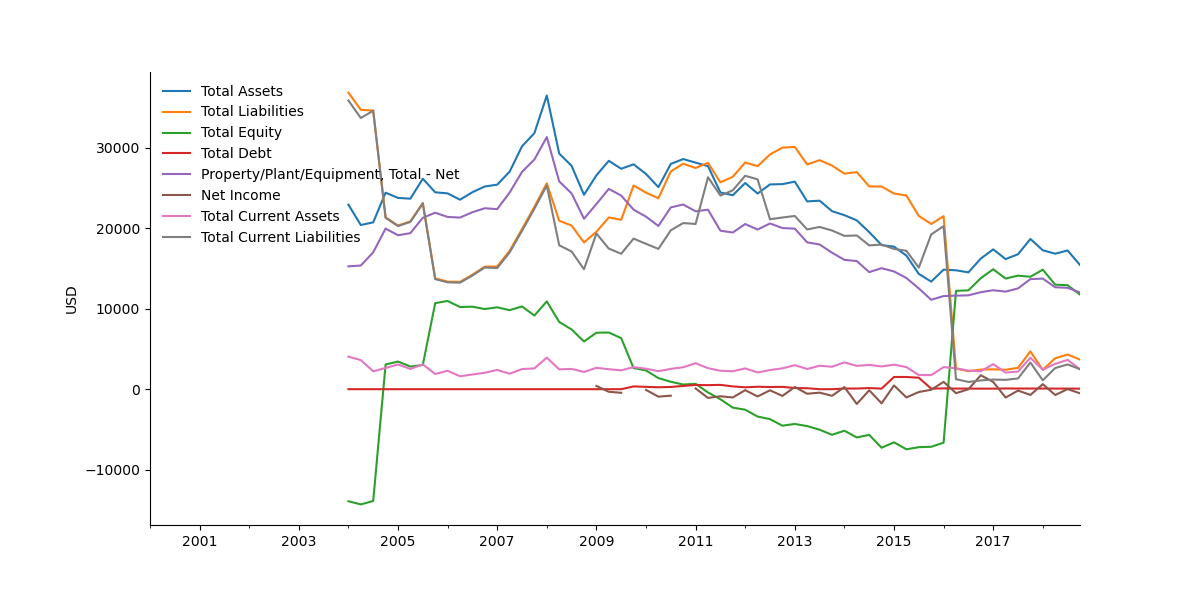 Total Assets
Total Liabilities
Total Equity
Total Debt
Property/Plant/Equipment, Total - Net
Net Income
Total Current Assets
Total Current Liabilities
USD
30000
20000
10000
0
−10000
2001 2003 2005 2007 2009 2011 2013 2015 2017